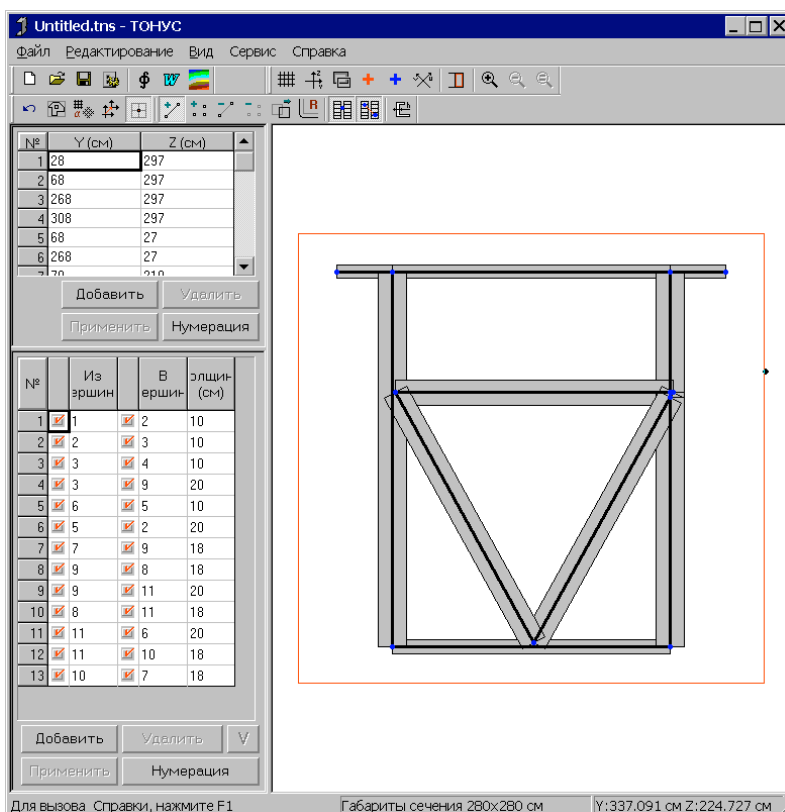 Untitled.tns - ТОНУС
Файл Редактирование Вид Сервис Справка
№ Y (см) Z (см)
1 28 297
2 68 297
3 268 297
4 308 297
5 68 27
6 268 27
Добавить Удалить
Применить Нумерация
№ Из ершин В ершин олщин (см)
1 1 2 10
2 2 3 10
3 3 4 10
4 3 9 20
5 6 5 10
6 5 2 20
7 7 9 18
8 9 8 18
9 9 11 20
10 8 11 18
11 11 6 20
12 11 10 18
13 10 7 18
Добавить Удалить ∀
Применить Нумерация
Для вызова Справки, нажмите F1 Габариты сечения 280x280 см Y:337.091 см Z:224.727 см